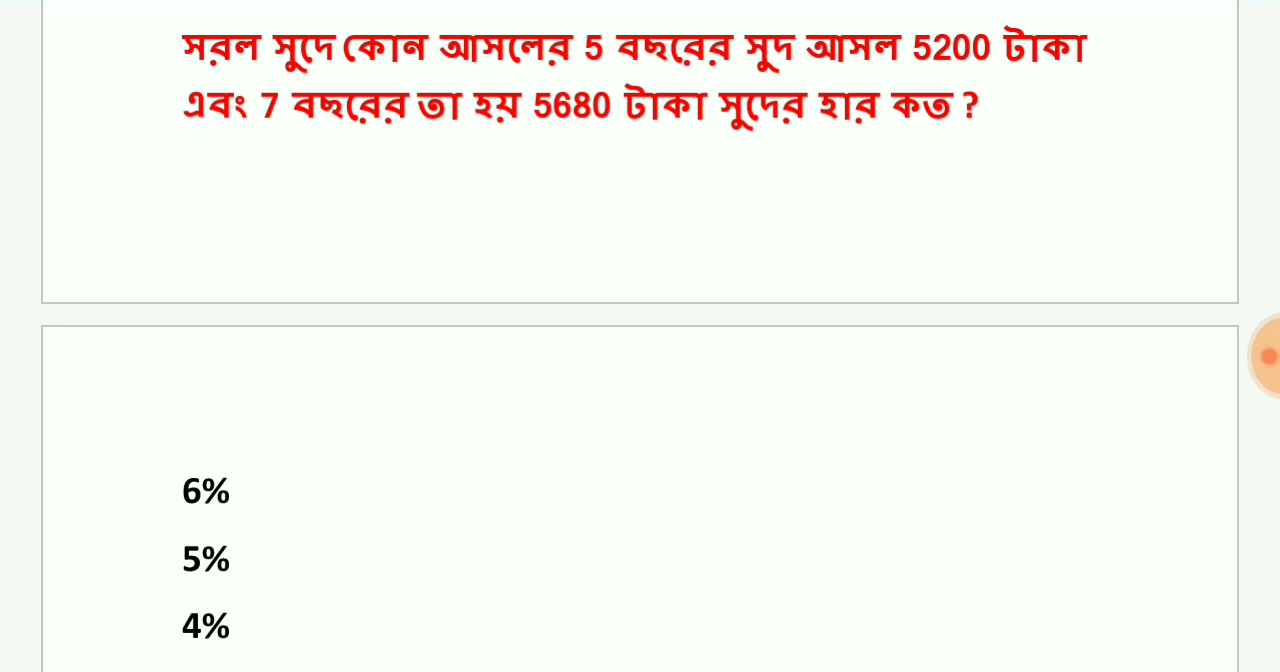 সরল সুদে কোন আসলের 5 বছরের সুদ আসল 5200 টাকা
এবং 7 বছরের তা হয় 5680 টাকা সুদের হার কত ?
6%
5%
4%